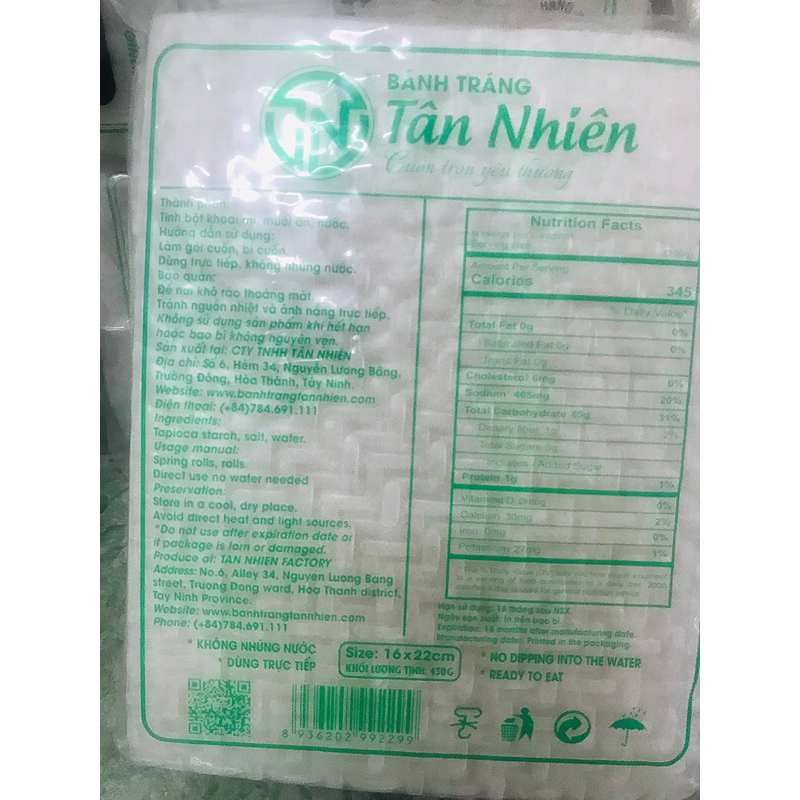 BÁNH TRÁNG
Tân Nhiên
Cuốn trọn yêu thương
Thành phần:
Tinh bột khoai mì, muối ăn, nước.
Hướng dẫn sử dụng:
Làm gỏi cuốn, bì cuốn.
Dùng trực tiếp, không nhúng nước.
Bảo quản:
Để nơi khô ráo thoáng mát.
Tránh nguồn nhiệt và ánh nắng trực tiếp.
Không sử dụng sản phẩm khi hết hạn
hoặc bao bì không nguyên vẹn.
Sản xuất tại: CTY TNHH TÂN NHIÊN
Địa chỉ: Số 6, Hẻm 34, Nguyễn Lương Bằng,
Trường Đông, Hòa Thành, Tây Ninh.
Website: www.banhtrangtannhien.com
Điện thoại: (+84)784.691.111
Ingredients:
Tapioca starch, salt, water.
Usage manual:
Spring rolls, rolls.
Direct use no water needed
Preservation:
Store in a cool, dry place.
Avoid direct heat and light sources.
*Do not use after expiration date or
if package is torn or damaged.
Produce at: TAN NHIEN FACTORY
Address: No.6, Alley 34, Nguyen Luong Bang
street, Truong Dong ward, Hoa Thanh district,
Tay Ninh Province.
Website: www.banhtrangtannhien.com
Phone: (+84)784.691.111
Nutrition Facts
Serving size
Amount Per Serving
Calories 345
% Daily Value*
Total Fat 0g 0%
Saturated Fat 0g 0%
Trans Fat 0g
Cholesterol 0mg 0%
Sodium 465mg 20%
Total Carbohydrate 85g 31%
Dietary fiber 1g 2%
Total Sugars 0g
Includes Added Sugar
Protein 1g 1%
Vitamin D 0mcg 0%
Calcium 30mg 2%
Iron 0mg 0%
Potassium 27mg 1%
Hạn sử dụng: 18 tháng sau NSX.
Ngày sản xuất: In trên bao bì
Expiration: 18 months after manufacturing date.
Manufacturing date: Printed in the packaging.
* KHÔNG NHÚNG NƯỚC
* DÙNG TRỰC TIẾP
Size: 16x22cm
KHỐI LƯỢNG TỊNH: 450G
* NO DIPPING INTO THE WATER
* READY TO EAT
8 936202 992299